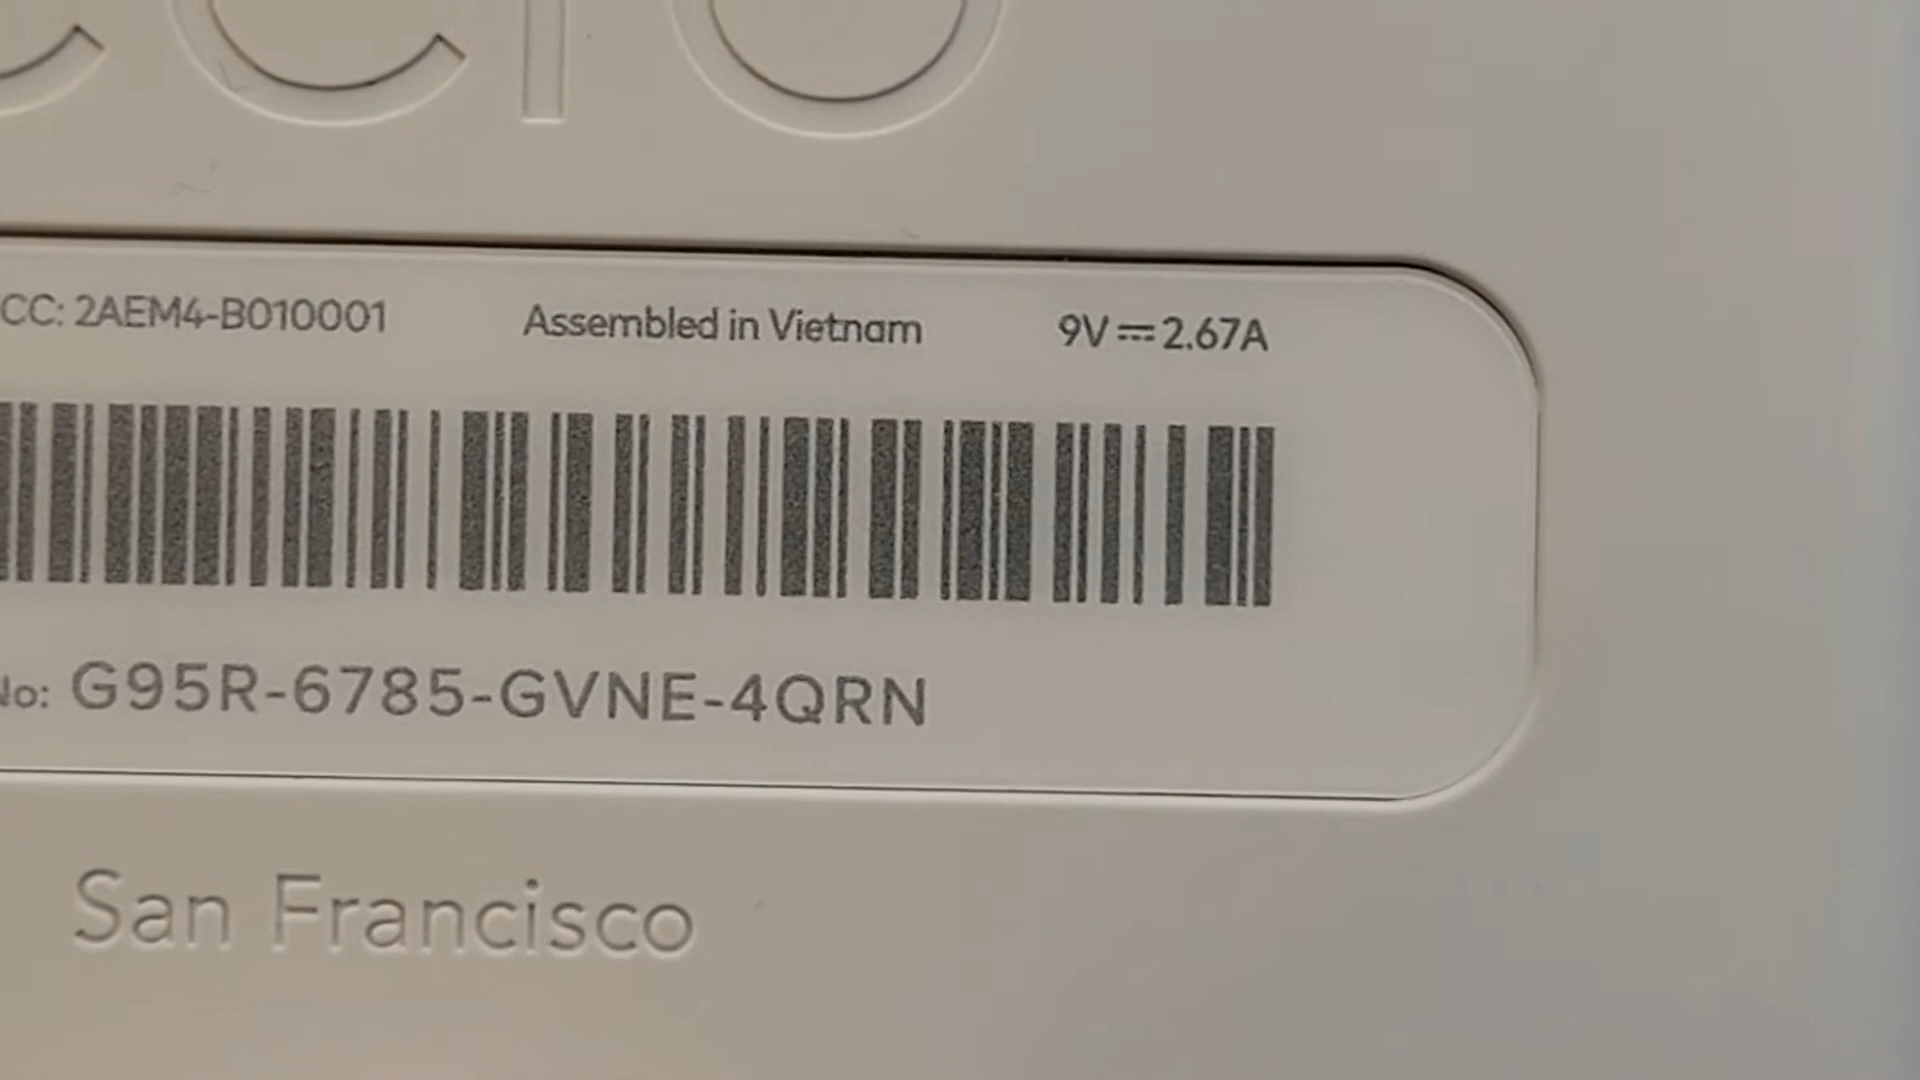 CC: 2AEM4-B010001 Assembled in Vietnam 9V⎓2.67A
No: G95R-6785-GVNE-4QRN
San Francisco